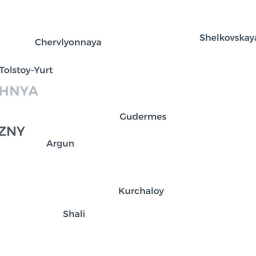 Shelkovskaya
Chervlyonnaya
Tolstoy-Yurt
HNYA
Gudermes
ZNY
Argun
Kurchaloy
Shali